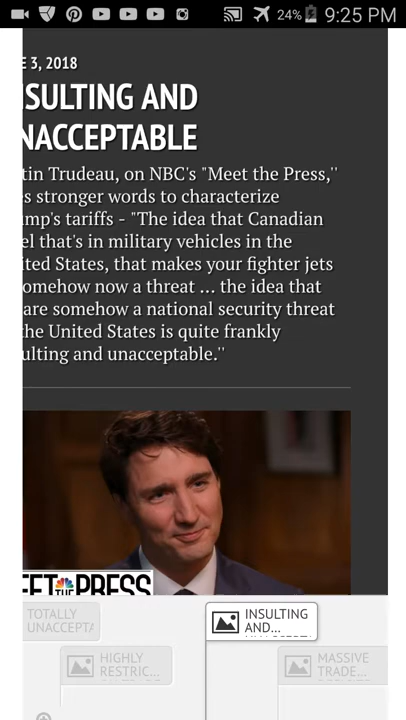 24% 9:25 PM
E 3, 2018
SULTING AND
NACCEPTABLE
tin Trudeau, on NBC's "Meet the Press,''
s stronger words to characterize
ump's tariffs - "The idea that Canadian
el that's in military vehicles in the
ited States, that makes your fighter jets
omehow now a threat ... the idea that
are somehow a national security threat
the United States is quite frankly
ulting and unacceptable.''
EET THE PRESS
TOTALLY
UNACCEPTA
INSULTING
AND...
HIGHLY
RESTRIC...
MASSIVE
TRADE...